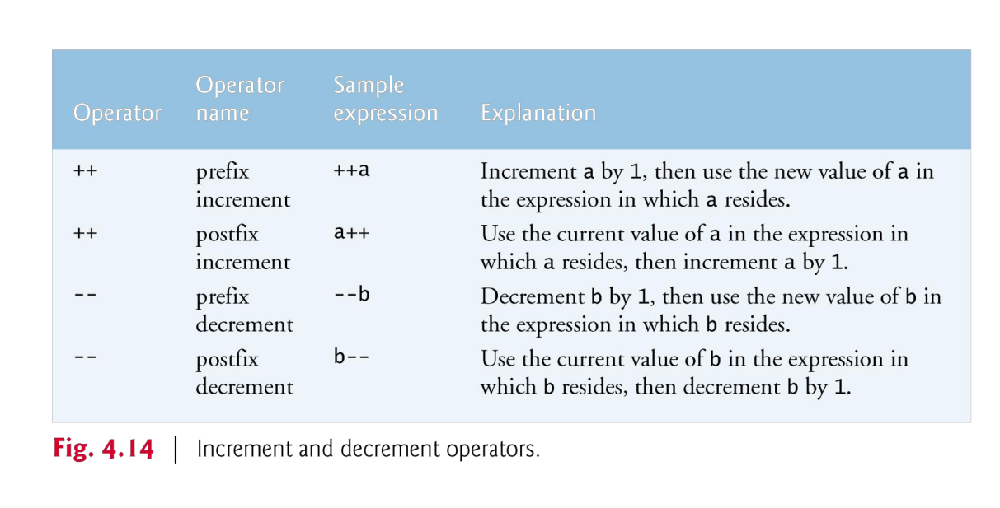 Operator Operator name Sample expression Explanation
++ prefix increment ++a Increment a by 1, then use the new value of a in
the expression in which a resides.
++ postfix increment a++ Use the current value of a in the expression in
which a resides, then increment a by 1.
-- prefix decrement --b Decrement b by 1, then use the new value of b in
the expression in which b resides.
-- postfix decrement b-- Use the current value of b in the expression in
which b resides, then decrement b by 1.
Fig. 4.14 | Increment and decrement operators.